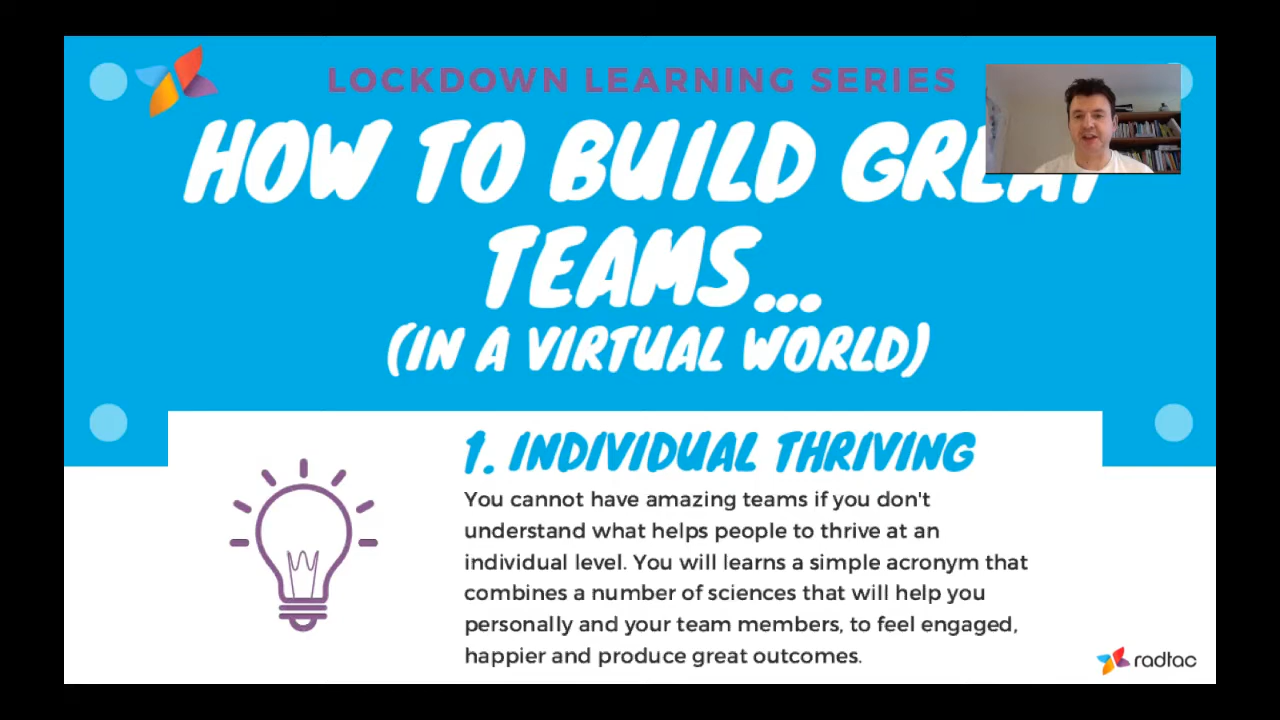 LOCKDOWN LEARNING SERIES
HOW TO BUILD GREAT
TEAMS...
(IN A VIRTUAL WORLD)
1. INDIVIDUAL THRIVING
You cannot have amazing teams if you don't
understand what helps people to thrive at an
individual level. You will learns a simple acronym that
combines a number of sciences that will help you
personally and your team members, to feel engaged,
happier and produce great outcomes.
radtac